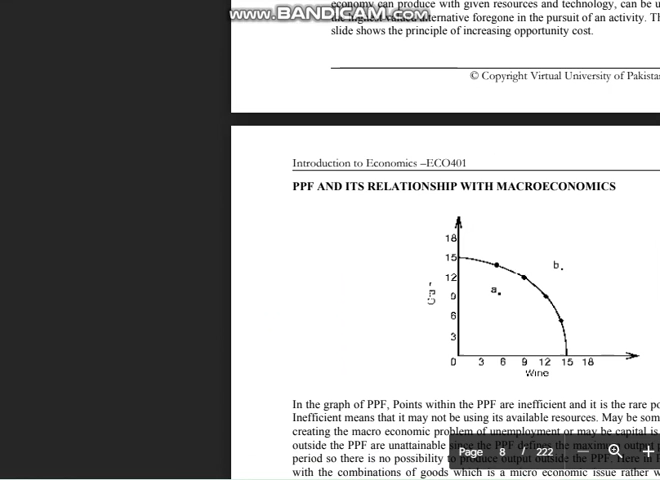 economy can produce with given resources and technology, can be u
www.BANDICAM.com
alternative foregone in the pursuit of an activity. Th
slide shows the principle of increasing opportunity cost.
© Copyright Virtual University of Pakista
Introduction to Economics –ECO401
PPF AND ITS RELATIONSHIP WITH MACROECONOMICS
18
15
b.
12
a.
9
6
3
0 3 6 9 12 15 18
Wine
In the graph of PPF, Points within the PPF are inefficient and it is the rare po
Inefficient means that it may not be using its available resources. May be som
creating the macro economic problem of unemployment or may be capital is
outside the PPF are unattainable since the PPF defines the maximum output
Page 8 / 222
period so there is no possibility to produce output outside the PPF. Here in
with the combinations of goods which is a micro economic issue rather